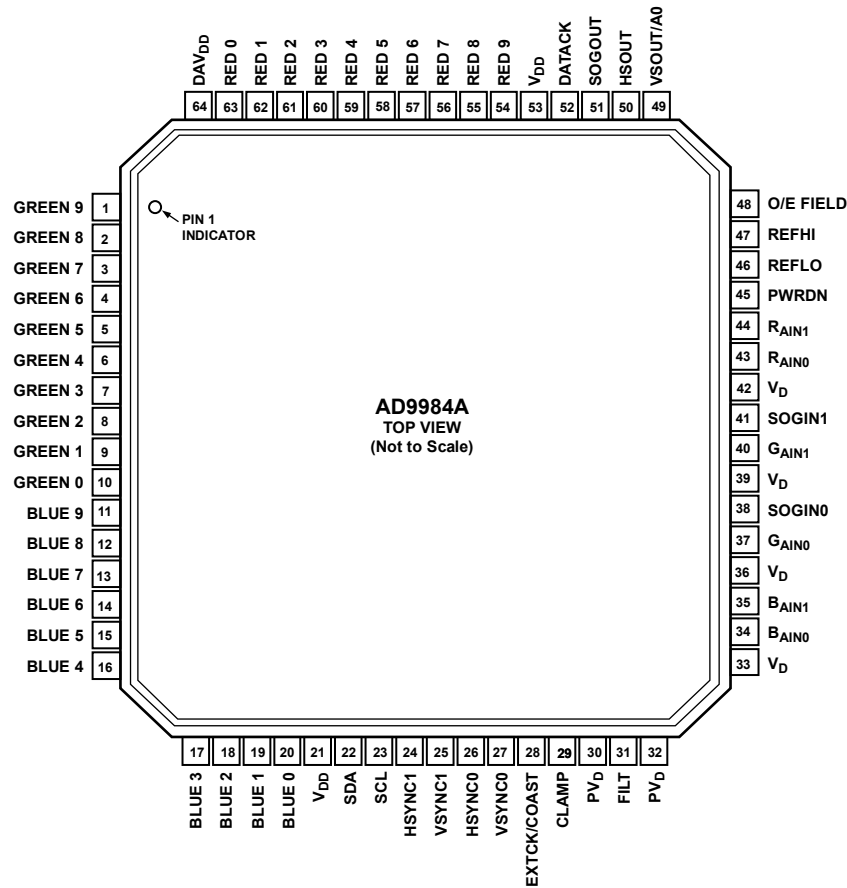 DAVDD
RED 0
RED 1
RED 2
RED 3
RED 4
RED 5
RED 6
RED 7
RED 8
RED 9
VDD
DATACK
SOGOUT
HSOUT
VSOUT/A0
64 63 62 61 60 59 58 57 56 55 54 53 52 51 50 49
GREEN 9 1
GREEN 8 2
GREEN 7 3
GREEN 6 4
GREEN 5 5
GREEN 4 6
GREEN 3 7
GREEN 2 8
GREEN 1 9
GREEN 0 10
BLUE 9 11
BLUE 8 12
BLUE 7 13
BLUE 6 14
BLUE 5 15
BLUE 4 16
PIN 1
INDICATOR
AD9984A
TOP VIEW
(Not to Scale)
48 O/E FIELD
47 REFHI
46 REFLO
45 PWRDN
44 RAIN1
43 RAIN0
42 VD
41 SOGIN1
40 GAIN1
39 VD
38 SOGIN0
37 GAIN0
36 VD
35 BAIN1
34 BAIN0
33 VD
17 18 19 20 21 22 23 24 25 26 27 28 29 30 31 32
BLUE 3
BLUE 2
BLUE 1
BLUE 0
VDD
SDA
SCL
HSYNC1
VSYNC1
HSYNC0
VSYNC0
EXTCK/COAST
CLAMP
PVD
FILT
PVD